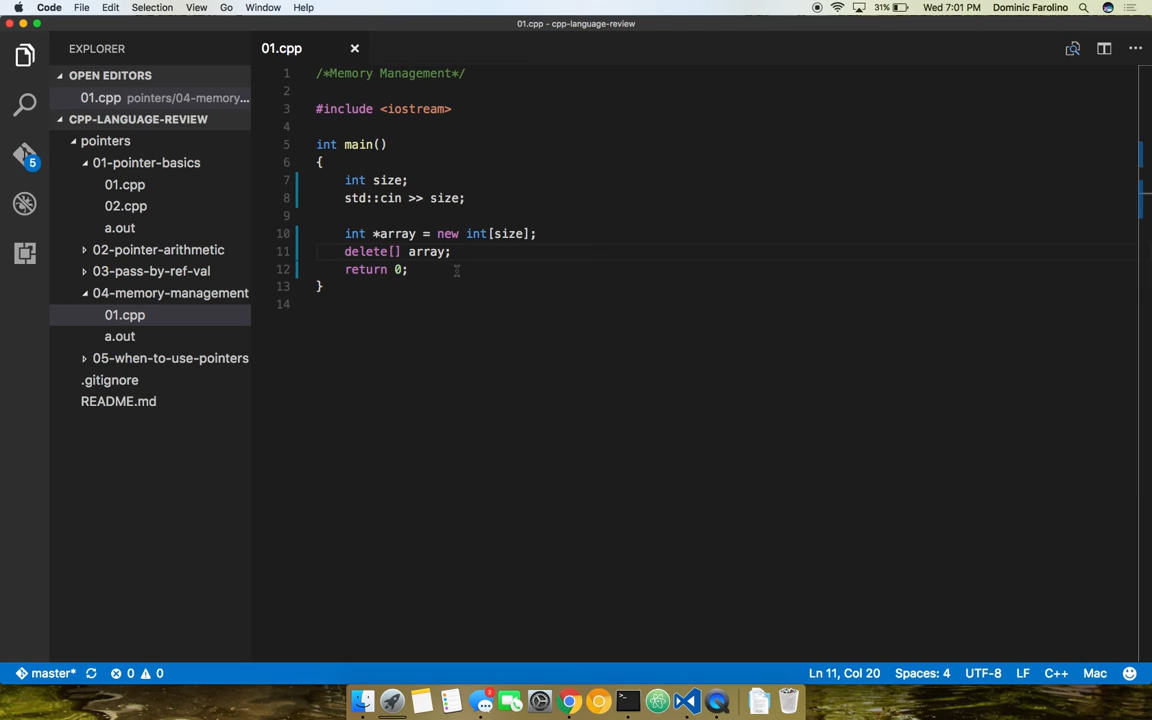 Code File Edit Selection View Go Window Help 31% Wed 7:01 PM Dominic Farolino
01.cpp - cpp-language-review
EXPLORER
OPEN EDITORS
01.cpp pointers/04-memory...
CPP-LANGUAGE-REVIEW
pointers
01-pointer-basics
01.cpp
02.cpp
a.out
02-pointer-arithmetic
03-pass-by-ref-val
04-memory-management
01.cpp
a.out
05-when-to-use-pointers
.gitignore
README.md
5
01.cpp
1 /*Memory Management*/
2
3 #include <iostream>
4
5 int main()
6 {
7 int size;
8 std::cin >> size;
9
10 int *array = new int[size];
11 delete[] array;
12 return 0;
13 }
14
master* 0 0 Ln 11, Col 20 Spaces: 4 UTF-8 LF C++ Mac
3